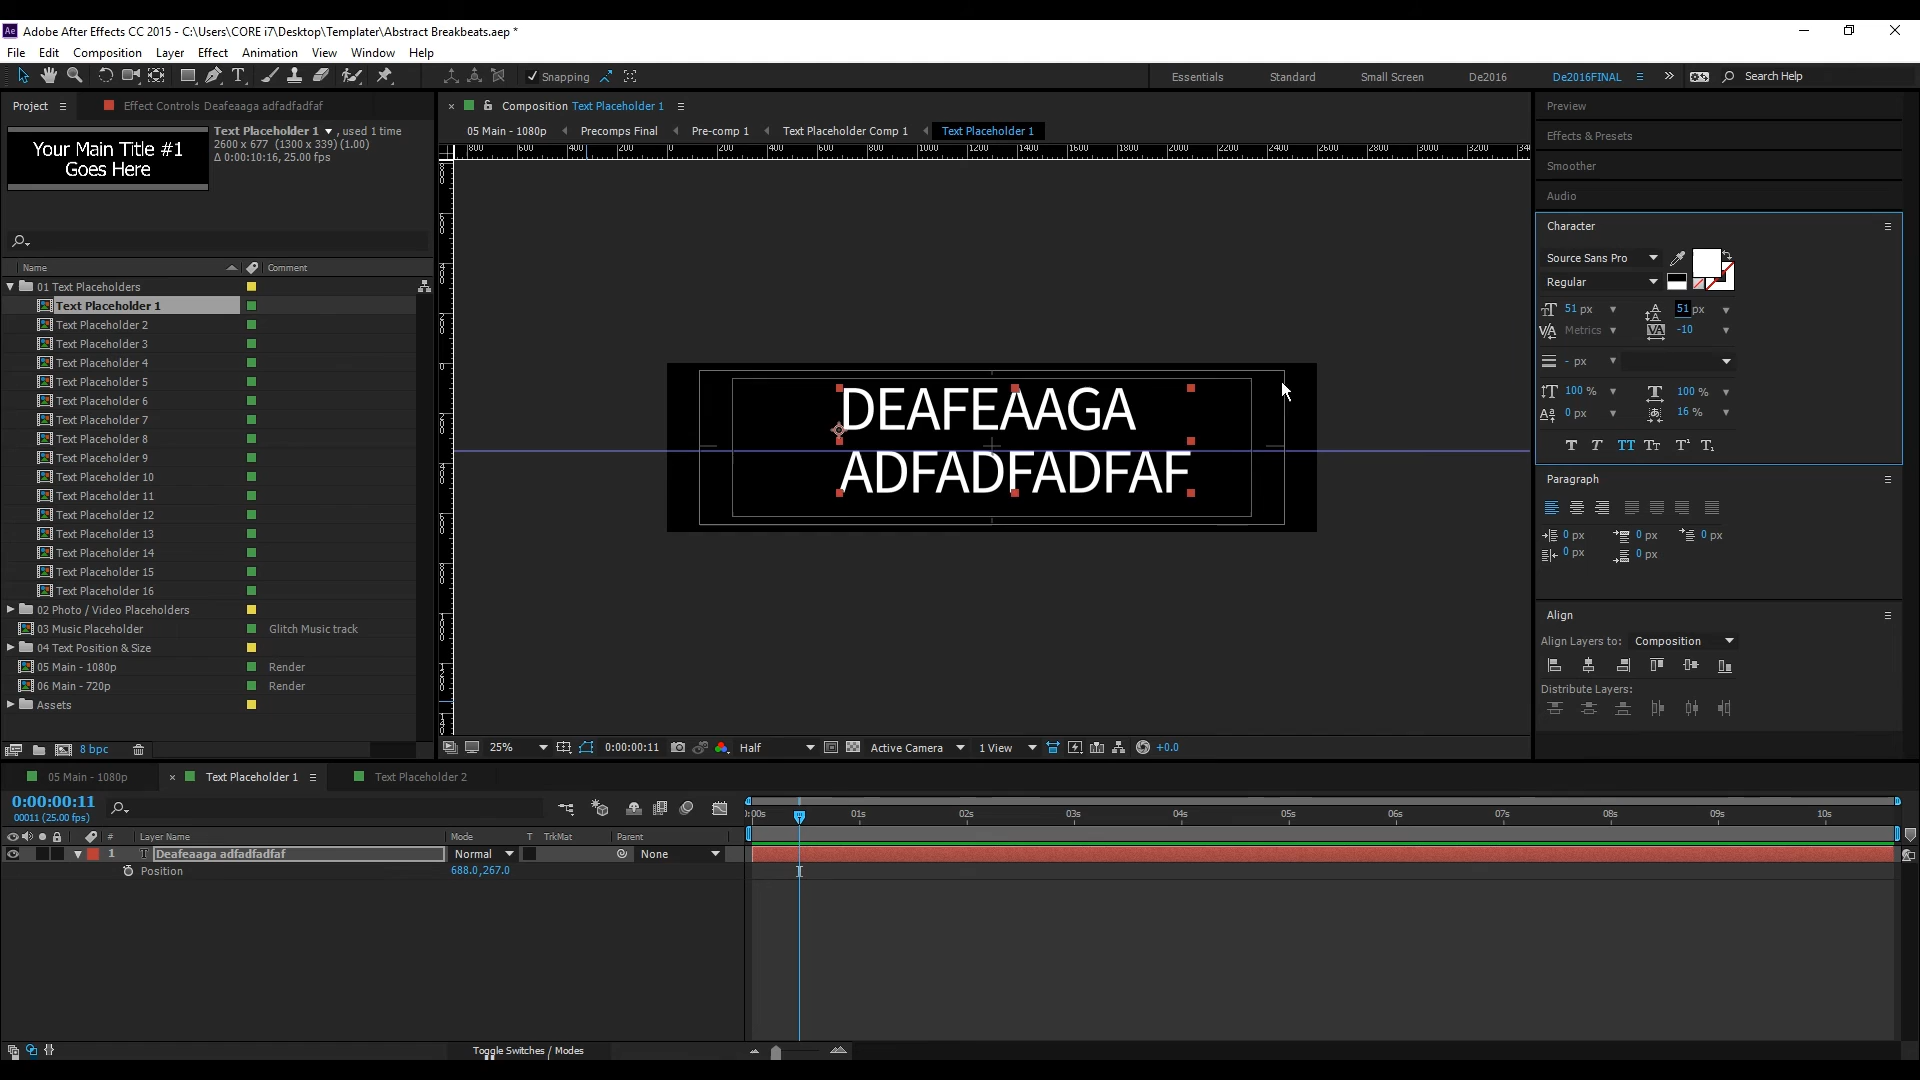 Ae Adobe After Effects CC 2015 - C:\Users\CORE i7\Desktop\Templater\Abstract Breakbeats.aep *
File Edit Composition Layer Effect Animation View Window Help
Snapping Essentials Standard Small Screen De2016 De2016FINAL Search Help
Project Effect Controls Deafeaaga adfadfadfaf
Composition Text Placeholder 1
Preview
05 Main - 1080p Precomps Final Pre-comp 1 Text Placeholder Comp 1 Text Placeholder 1
Text Placeholder 1 , used 1 time
2600 x 677 (1300 x 339) (1.00)
Δ 0:00:10:16, 25.00 fps
Your Main Title #1
Goes Here
Effects & Presets
Smoother
Audio
Name Comment
01 Text Placeholders
Text Placeholder 1
Text Placeholder 2
Text Placeholder 3
Text Placeholder 4
Text Placeholder 5
Text Placeholder 6
Text Placeholder 7
Text Placeholder 8
Text Placeholder 9
Text Placeholder 10
Text Placeholder 11
Text Placeholder 12
Text Placeholder 13
Text Placeholder 14
Text Placeholder 15
Text Placeholder 16
02 Photo / Video Placeholders
03 Music Placeholder Glitch Music track
04 Text Position & Size
05 Main - 1080p Render
06 Main - 720p Render
Assets
8 bpc
DEAFEAAGA
ADFADFADFAF
25% 0:00:00:11 Half Active Camera 1 View +0.0
Character
Source Sans Pro
Regular
51 px 51 px
Metrics -10
- px
100 % 100 %
0 px 16 %
Paragraph
0 px 0 px 0 px
0 px 0 px
Align
Align Layers to: Composition
Distribute Layers:
05 Main - 1080p Text Placeholder 1 Text Placeholder 2
0:00:00:11
00011 (25.00 fps)
# Layer Name Mode T TrkMat Parent
1 T Deafeaaga adfadfadfaf Normal None
Position 688.0,267.0
:00s 01s 02s 03s 04s 05s 06s 07s 08s 09s 10s
Toggle Switches / Modes